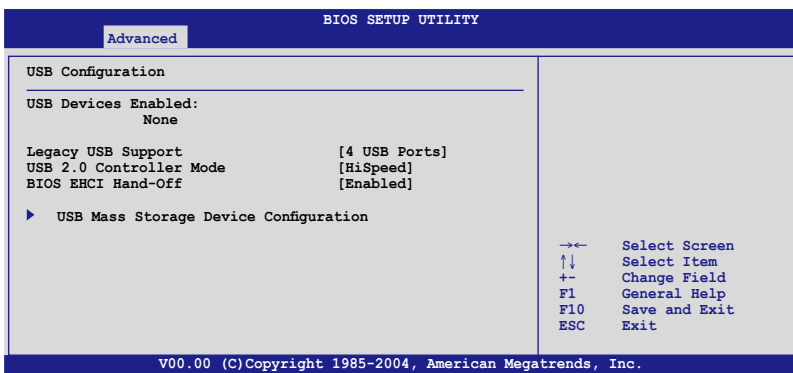 BIOS SETUP UTILITY
Advanced
USB Configuration
USB Devices Enabled:
None
Legacy USB Support [4 USB Ports]
USB 2.0 Controller Mode [HiSpeed]
BIOS EHCI Hand-Off [Enabled]
USB Mass Storage Device Configuration
→← Select Screen
↑↓ Select Item
+- Change Field
F1 General Help
F10 Save and Exit
ESC Exit
V00.00 (C)Copyright 1985-2004, American Megatrends, Inc.